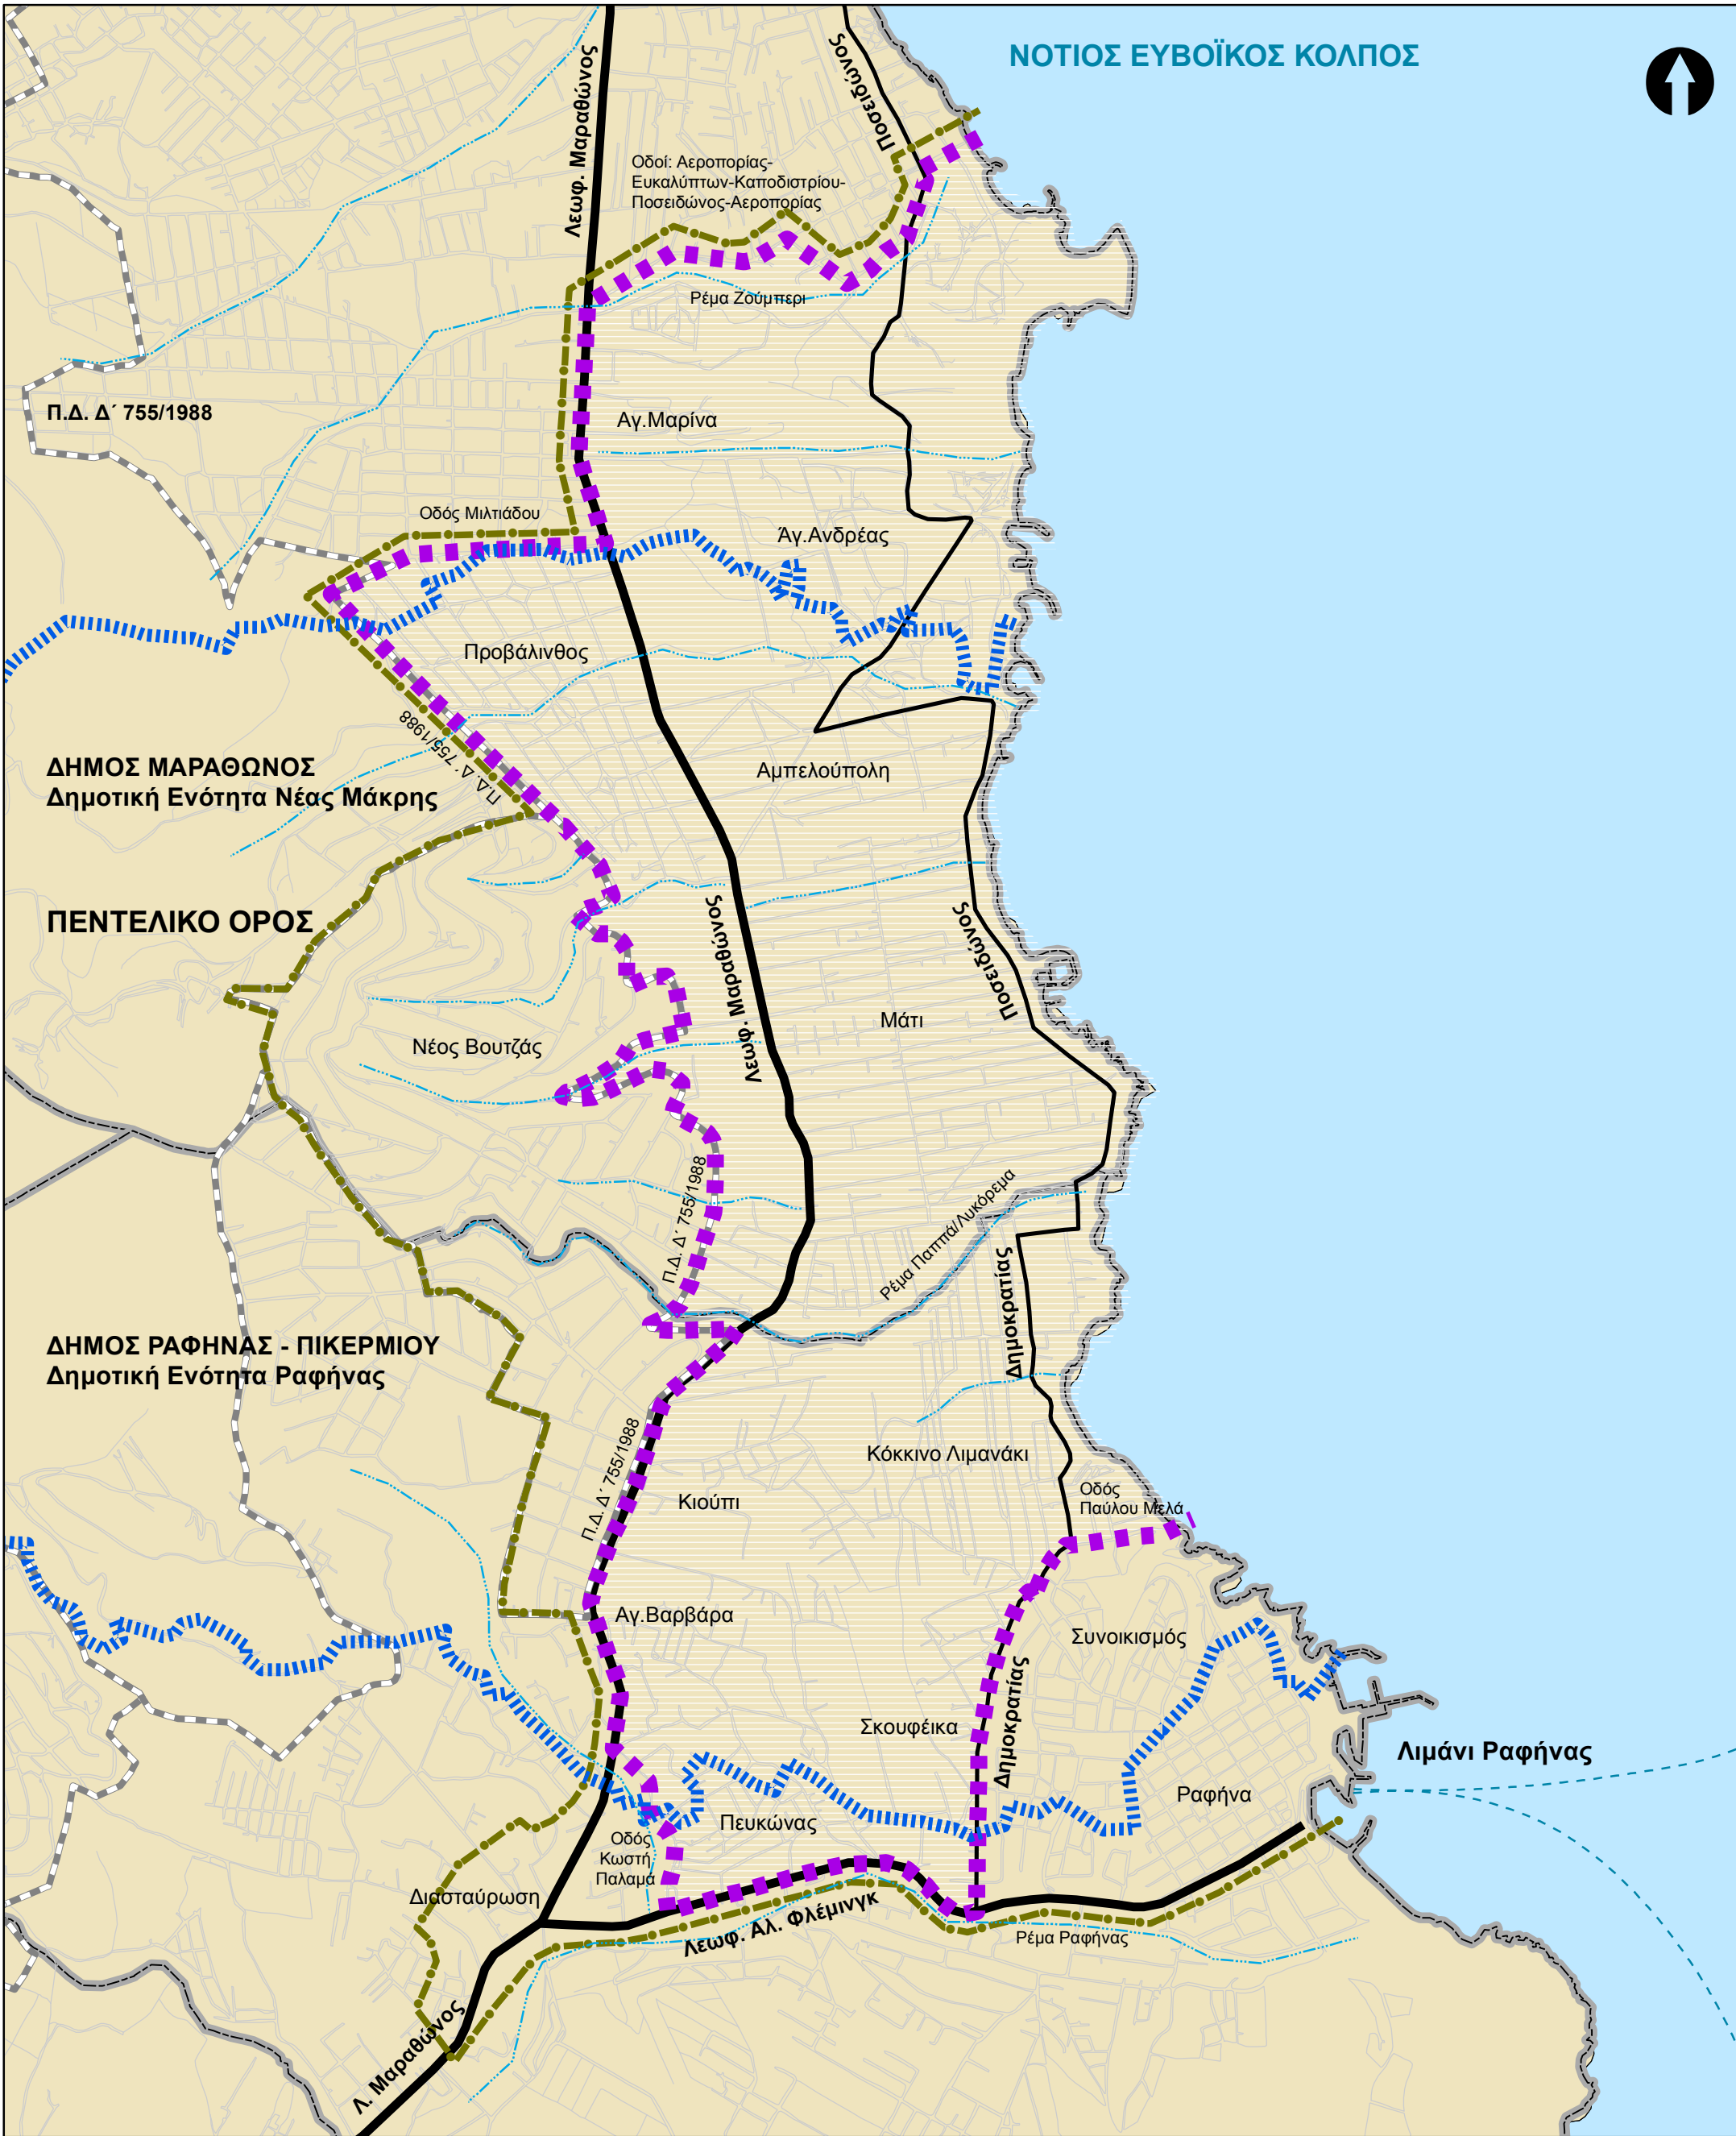 ΝΟΤΙΟΣ ΕΥΒΟΪΚΟΣ ΚΟΛΠΟΣ
Λεωφ. Μαραθώνος
Ποσειδώνος
Οδοί: Αεροπορίας-
Ευκαλύπτων-Καποδιστρίου-
Ποσειδώνος-Αεροπορίας
Ρέμα Ζούμπερι
Π.Δ. Δ΄ 755/1988
Αγ.Μαρίνα
Οδός Μιλτιάδου
Άγ.Ανδρέας
Προβάλινθος
Π.Δ. Δ΄ 755/1988
ΔΗΜΟΣ ΜΑΡΑΘΩΝΟΣ
Δημοτική Ενότητα Νέας Μάκρης
Αμπελούπολη
ΠΕΝΤΕΛΙΚΟ ΟΡΟΣ
Λεωφ. Μαραθώνος
Ποσειδώνος
Μάτι
Νέος Βουτζάς
Π.Δ. Δ΄ 755/1988
Ρέμα Παππά/Λυκόρεμα
Δημοκρατίας
ΔΗΜΟΣ ΡΑΦΗΝΑΣ - ΠΙΚΕΡΜΙΟΥ
Δημοτική Ενότητα Ραφήνας
Π.Δ. Δ΄ 755/1988
Κόκκινο Λιμανάκι
Κιούπι
Οδός
Παύλου Μελά
Αγ.Βαρβάρα
Συνοικισμός
Σκουφέικα
Δημοκρατίας
Λιμάνι Ραφήνας
Ραφήνα
Πευκώνας
Οδός
Κωστή
Παλαμά
Διασταύρωση
Λεωφ. Αλ. Φλέμινγκ
Ρέμα Ραφήνας
Λ. Μαραθώνος